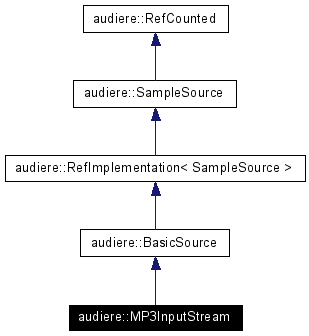 audiere::RefCounted
audiere::SampleSource
audiere::RefImplementation< SampleSource >
audiere::BasicSource
audiere::MP3InputStream